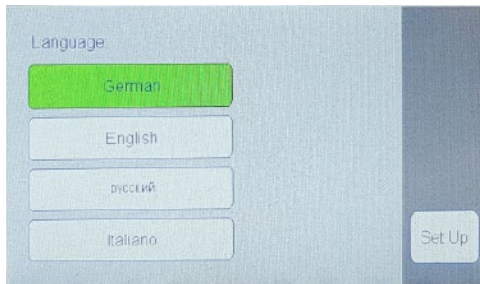 Language:
German
English
русский
Italiano
Set Up